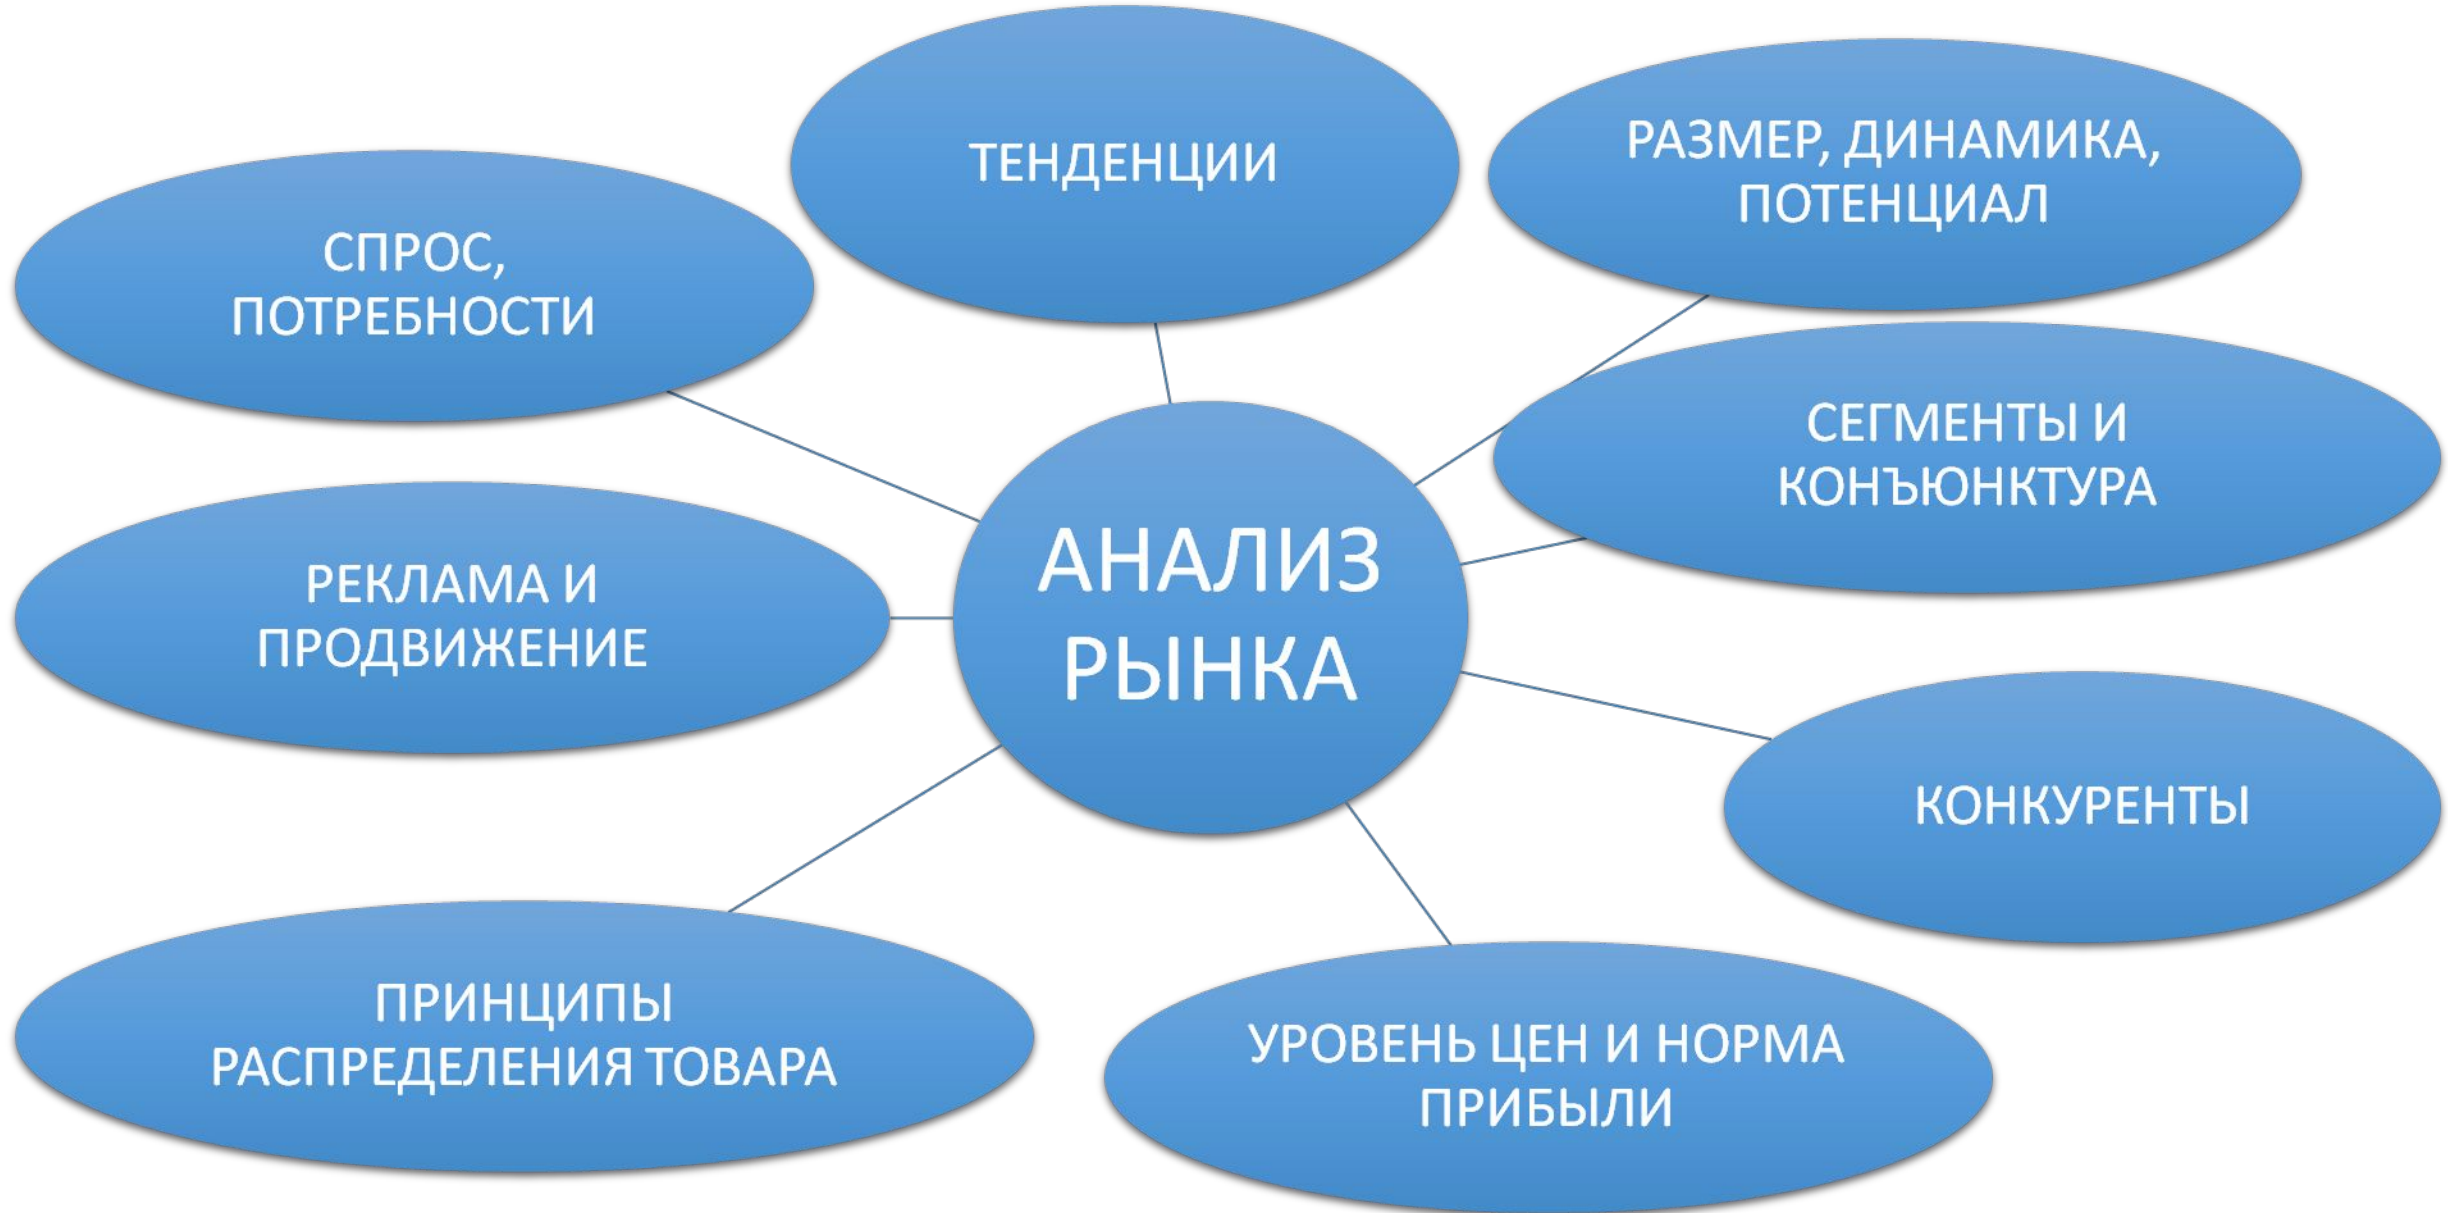 ТЕНДЕНЦИИ
РАЗМЕР, ДИНАМИКА,
ПОТЕНЦИАЛ
СПРОС,
ПОТРЕБНОСТИ
СЕГМЕНТЫ И
КОНЪЮНКТУРА
АНАЛИЗ
РЫНКА
РЕКЛАМА И
ПРОДВИЖЕНИЕ
КОНКУРЕНТЫ
ПРИНЦИПЫ
РАСПРЕДЕЛЕНИЯ ТОВАРА
УРОВЕНЬ ЦЕН И НОРМА
ПРИБЫЛИ